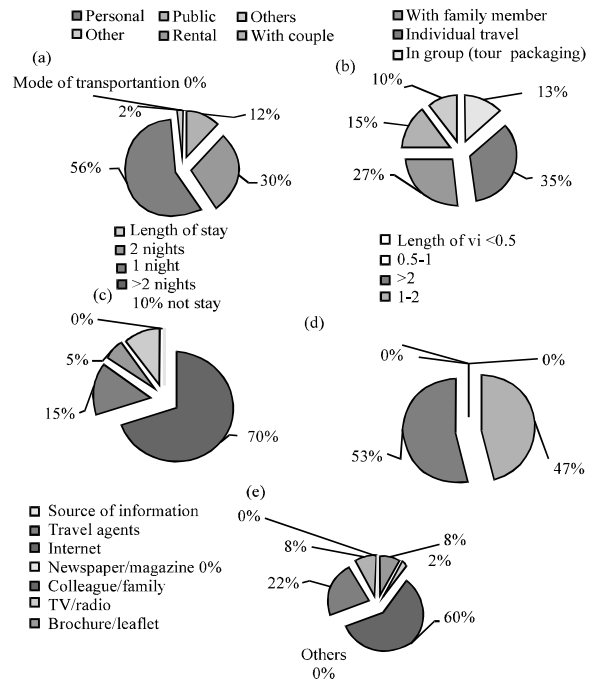 Personal Public Others
Other Rental With couple
With family member
Individual travel
In group (tour packaging)
(a)
Mode of transportantion 0%
2%
12%
56%
30%
(b)
10%
13%
15%
27%
35%
Length of stay
2 nights
1 night
>2 nights
10% not stay
(c)
0%
5%
15%
70%
Length of vi <0.5
0.5-1
>2
1-2
(d)
0%
0%
53%
47%
Source of information
Travel agents
Internet
Newspaper/magazine 0%
Colleague/family
TV/radio
Brochure/leaflet
(e)
0%
8%
8%
2%
22%
60%
Others
0%